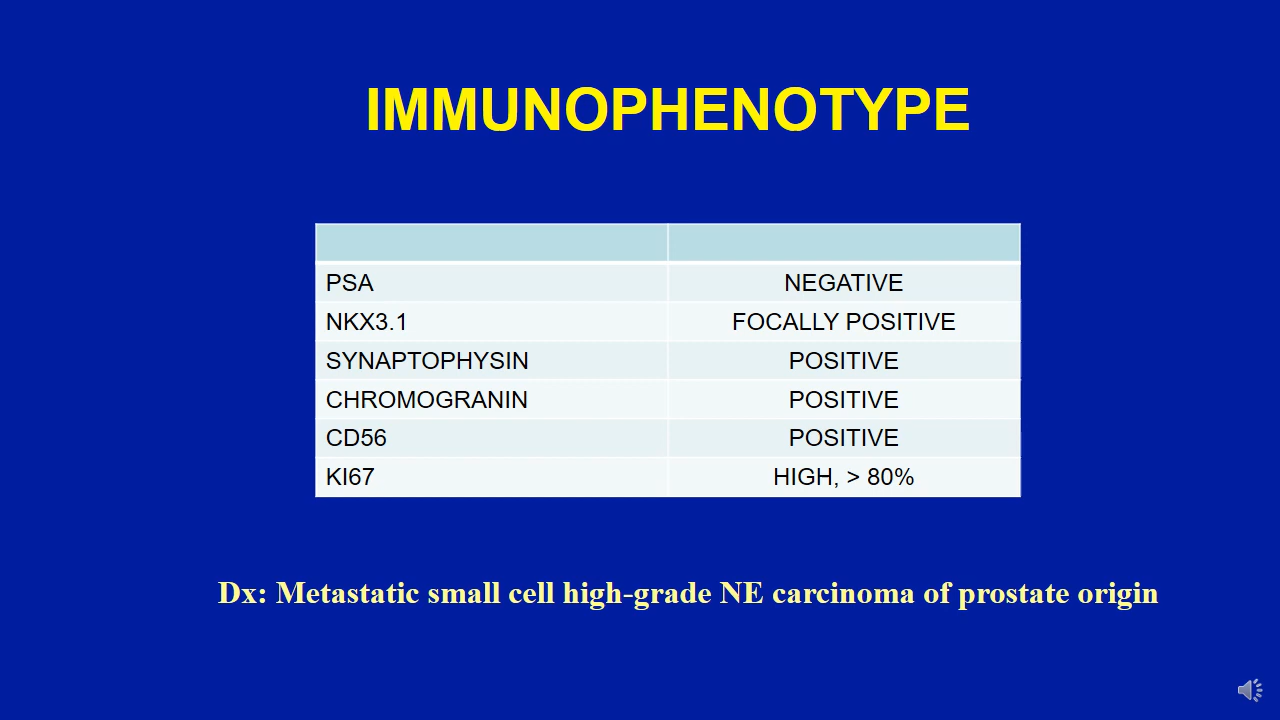 IMMUNOPHENOTYPE
PSA NEGATIVE
NKX3.1 FOCALLY POSITIVE
SYNAPTOPHYSIN POSITIVE
CHROMOGRANIN POSITIVE
CD56 POSITIVE
KI67 HIGH, > 80%
Dx: Metastatic small cell high-grade NE carcinoma of prostate origin